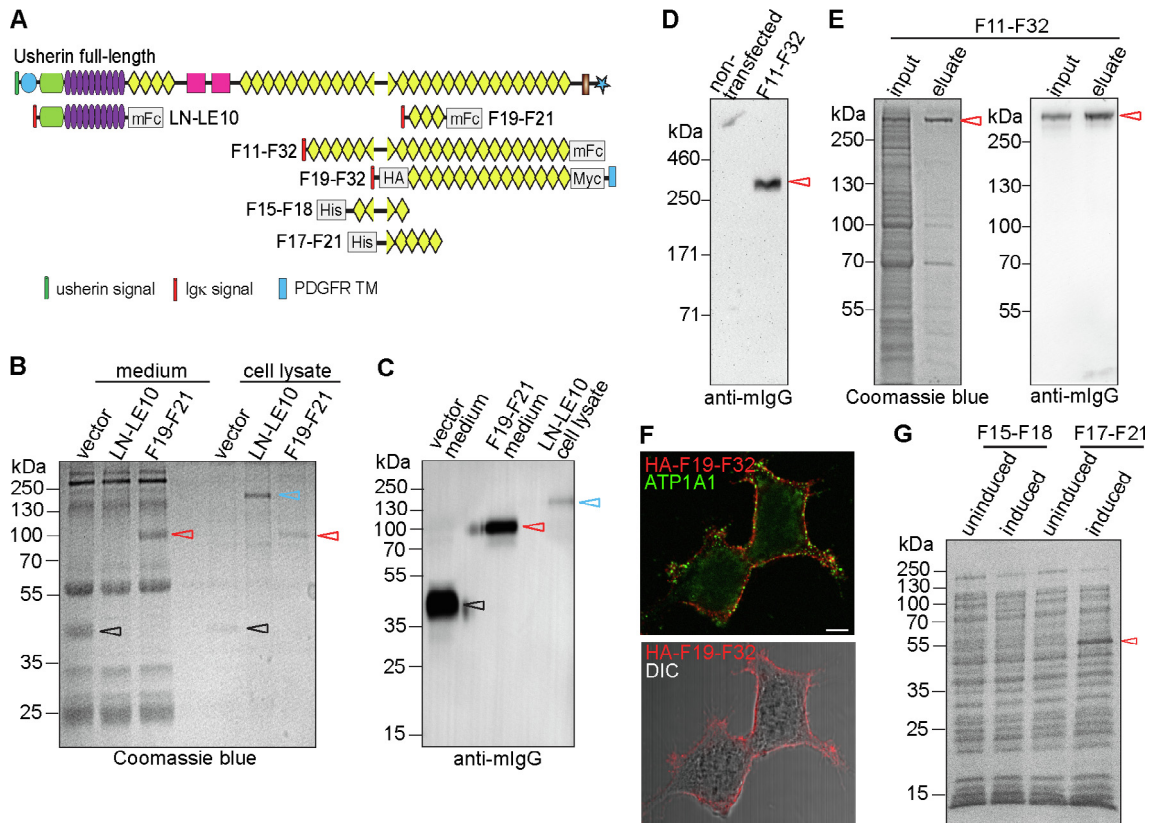 A
Usherin full-length
mFc LN-LE10
mFc F19-F21
F11-F32 mFc
F19-F32 HA Myc
F15-F18 His
F17-F21 His
usherin signal Igκ signal PDGFR TM
B
medium cell lysate
vector LN-LE10 F19-F21 vector LN-LE10 F19-F21
kDa
250
130
100
70
55
35
25
Coomassie blue
C
vector medium
F19-F21 medium
LN-LE10 cell lysate
kDa
250
130
100
70
55
35
25
15
anti-mIgG
D
non-transfected
F11-F32
kDa
460
250
171
71
anti-mIgG
E
F11-F32
input eluate
kDa
250
130
100
70
55
Coomassie blue
input eluate
kDa
250
130
100
70
55
anti-mIgG
F
HA-F19-F32
ATP1A1
HA-F19-F32
DIC
G
F15-F18 F17-F21
uninduced induced uninduced induced
kDa
250
130
100
70
55
35
25
15